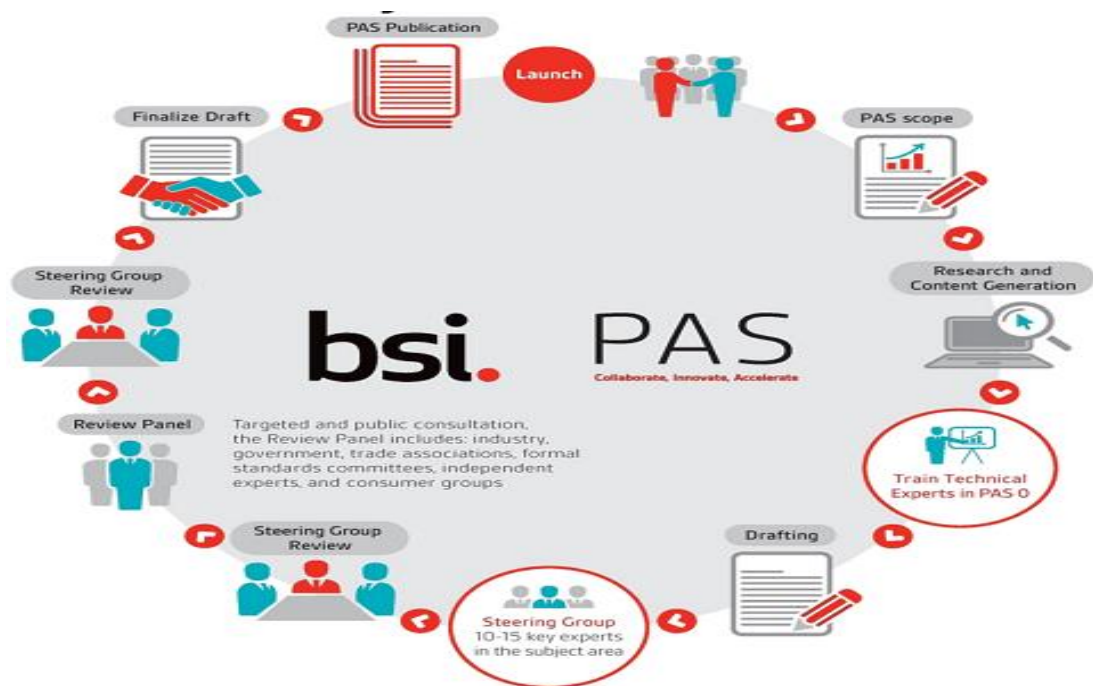 PAS Publication
Launch
PAS scope
Research and
Content Generation
Train Technical
Experts in PAS 0
Drafting
Steering Group
10-15 key experts
in the subject area
Steering Group
Review
Review Panel
Targeted and public consultation,
the Review Panel includes: industry,
government, trade associations, formal
standards committees, independent
experts, and consumer groups
Steering Group
Review
Finalize Draft
bsi.
PAS
Collaborate, Innovate, Accelerate